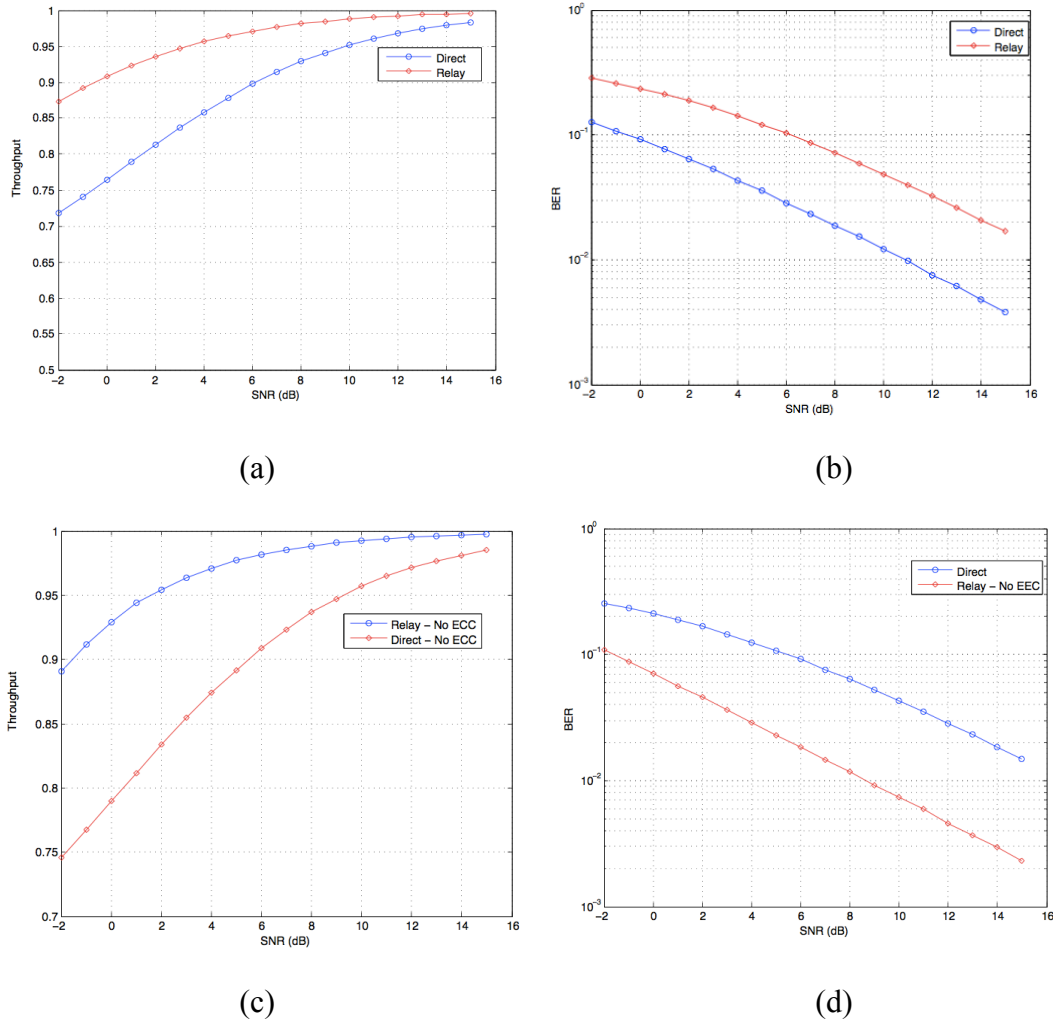 1
0.95
0.9
0.85
0.8
0.75
0.7
0.65
0.6
0.55
0.5
Throughput
−2 0 2 4 6 8 10 12 14 16
SNR (dB)
Direct
Relay
(a)
10^0
10^−1
10^−2
10^−3
BER
−2 0 2 4 6 8 10 12 14 16
SNR (dB)
Direct
Relay
(b)
1
0.95
0.9
0.85
0.8
0.75
0.7
Throughput
−2 0 2 4 6 8 10 12 14 16
SNR (dB)
Relay − No ECC
Direct − No ECC
(c)
10^0
10^−1
10^−2
10^−3
BER
−2 0 2 4 6 8 10 12 14 16
SNR (dB)
Direct
Relay − No EEC
(d)